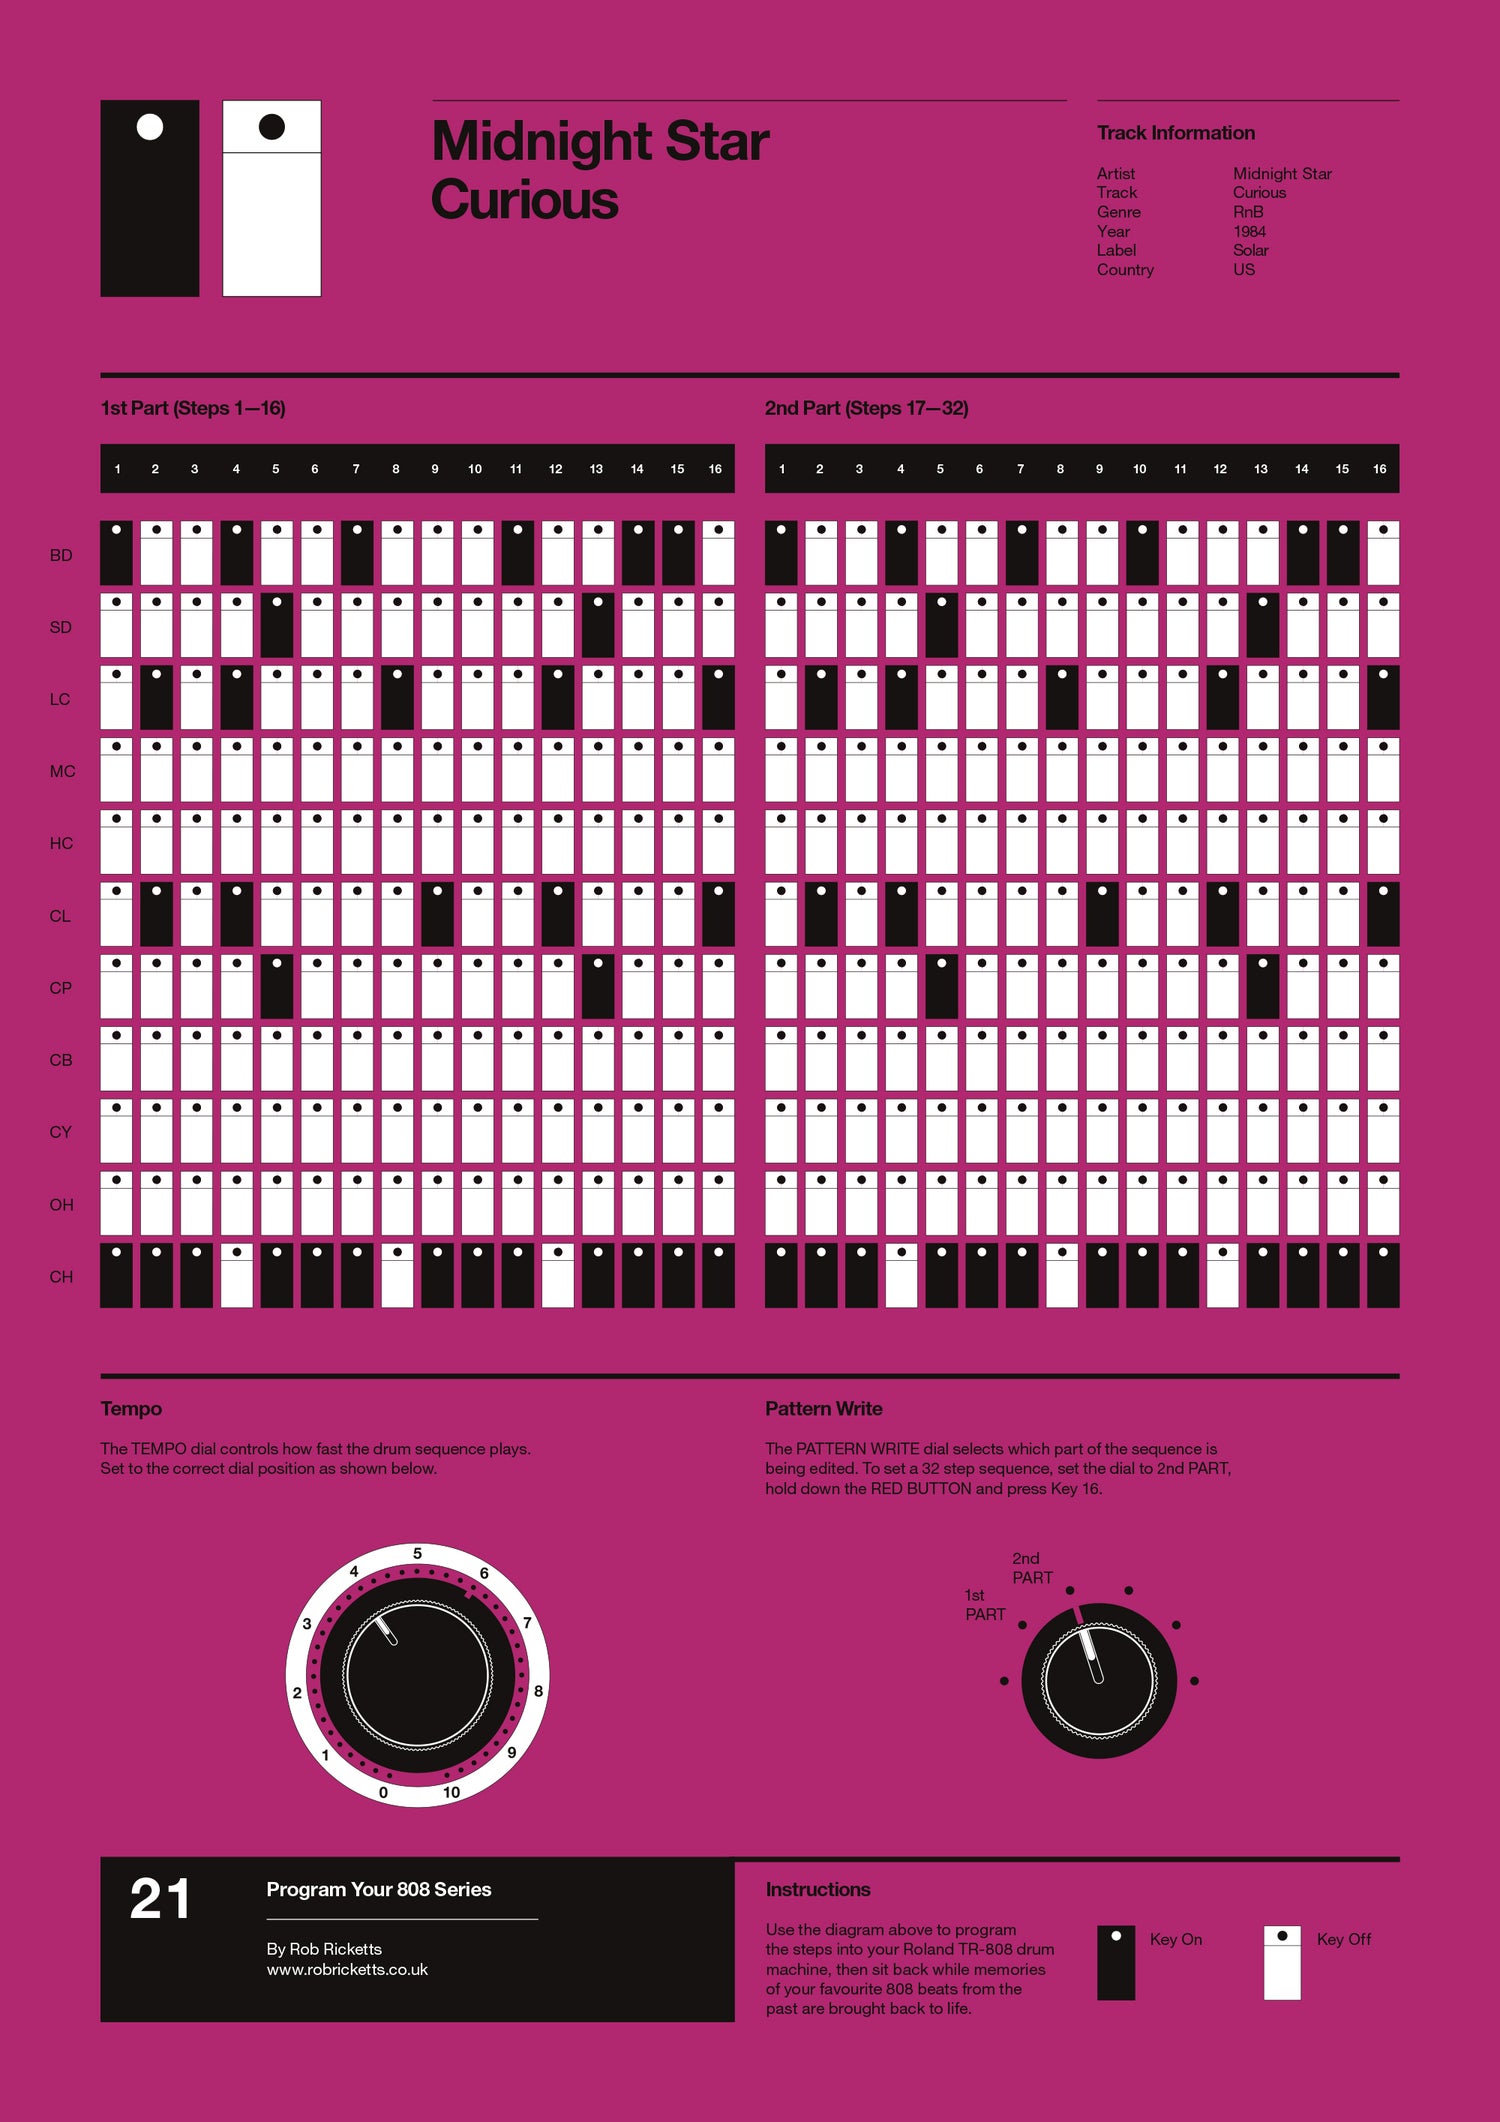 Midnight Star
Curious
Track Information
Artist Midnight Star
Track Curious
Genre RnB
Year 1984
Label Solar
Country US
1st Part (Steps 1—16)
2nd Part (Steps 17—32)
1 2 3 4 5 6 7 8 9 10 11 12 13 14 15 16
1 2 3 4 5 6 7 8 9 10 11 12 13 14 15 16
BD
SD
LC
MC
HC
CL
CP
CB
CY
OH
CH
Tempo
The TEMPO dial controls how fast the drum sequence plays.
Set to the correct dial position as shown below.
0 1 2 3 4 5 6 7 8 9 10
Pattern Write
The PATTERN WRITE dial selects which part of the sequence is
being edited. To set a 32 step sequence, set the dial to 2nd PART,
hold down the RED BUTTON and press Key 16.
1st
PART
2nd
PART
21
Program Your 808 Series
By Rob Ricketts
www.robricketts.co.uk
Instructions
Use the diagram above to program
the steps into your Roland TR-808 drum
machine, then sit back while memories
of your favourite 808 beats from the
past are brought back to life.
Key On
Key Off